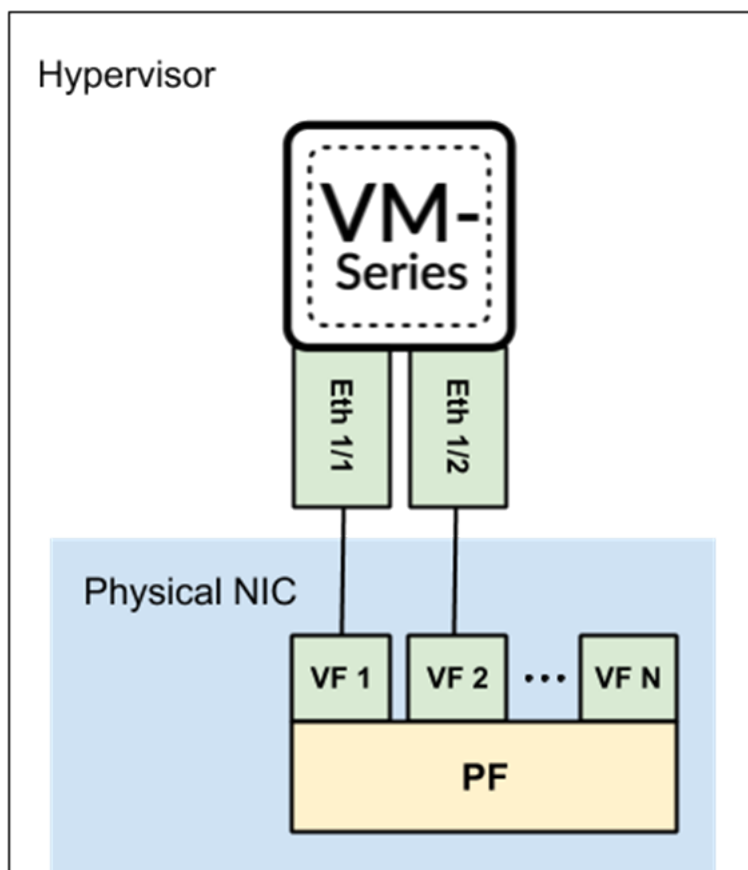 Hypervisor
VM-
Series
Eth 1/1
Eth 1/2
Physical NIC
VF 1
VF 2
...
VF N
PF